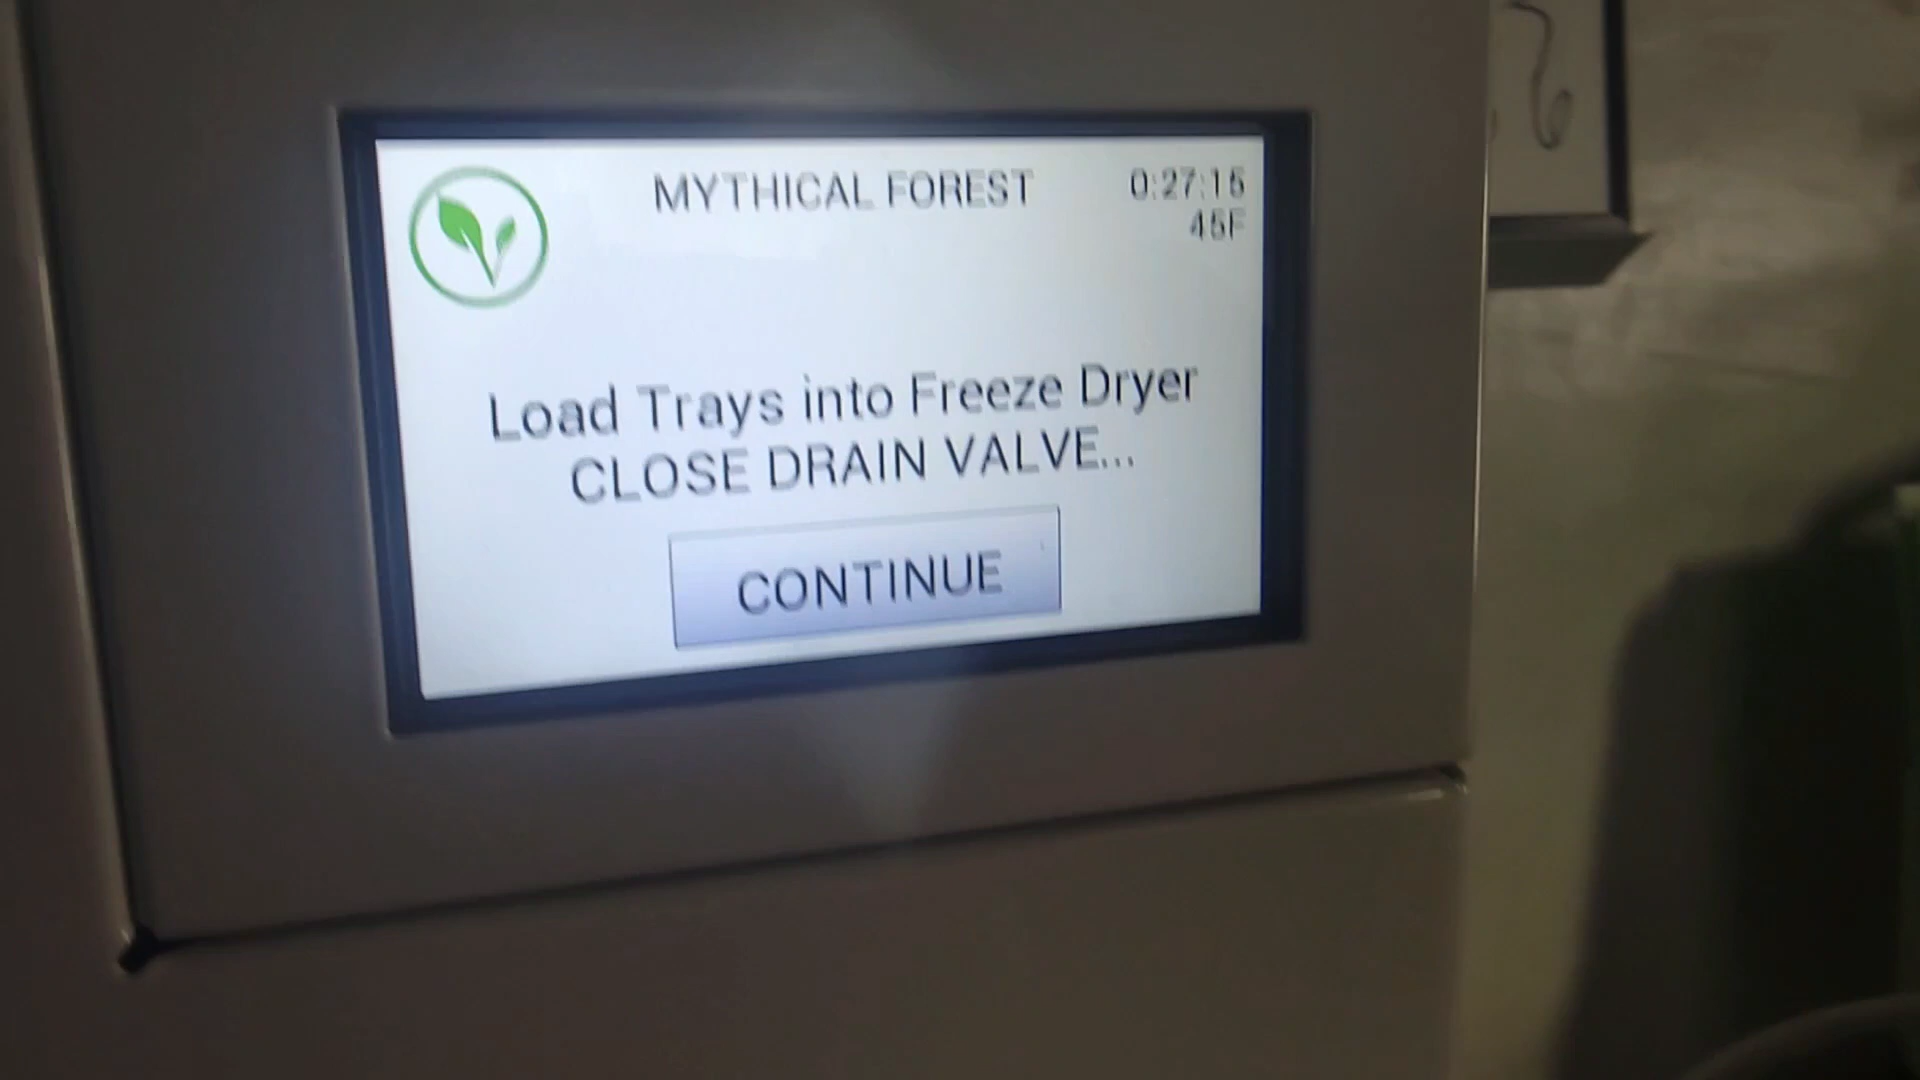 MYTHICAL FOREST
0:27:15
45F
Load Trays into Freeze Dryer
CLOSE DRAIN VALVE...
CONTINUE